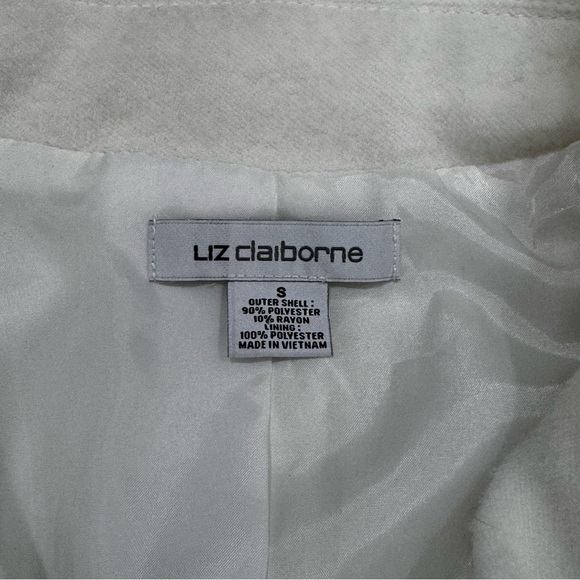 LIZ claiborne
S
OUTER SHELL :
90% POLYESTER
10% RAYON
LINING :
100% POLYESTER
MADE IN VIETNAM